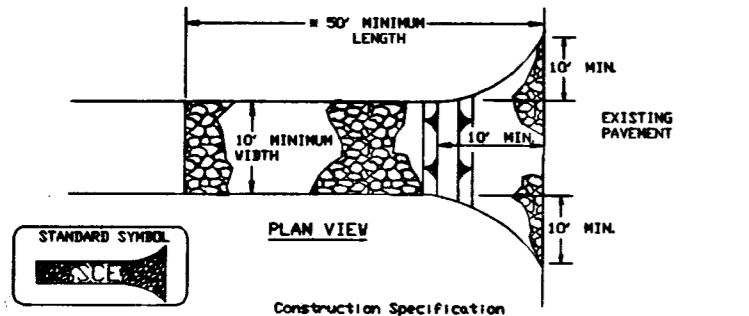 * 50' MINIMUM
LENGTH
10' MIN.
10' MINIMUM
WIDTH
10' MIN.
EXISTING
PAVEMENT
10' MIN.
PLAN VIEW
STANDARD SYMBOL
SCE
Construction Specification